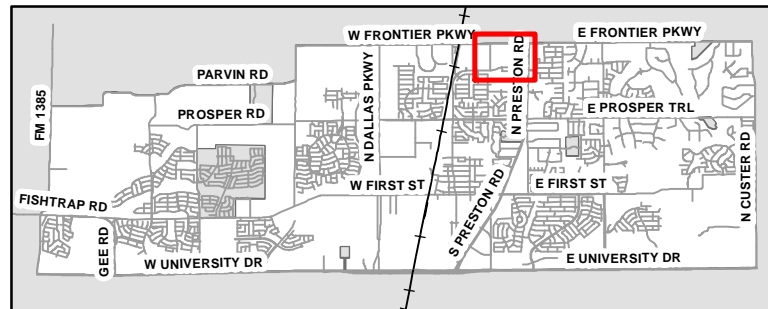 W FRONTIER PKWY
E FRONTIER PKWY
PARVIN RD
FM 1385
PROSPER RD
N DALLAS PKWY
N PRESTON RD
E PROSPER TRL
W FIRST ST
E FIRST ST
N CUSTER RD
FISHTRAP RD
GEE RD
W UNIVERSITY DR
S PRESTON RD
E UNIVERSITY DR